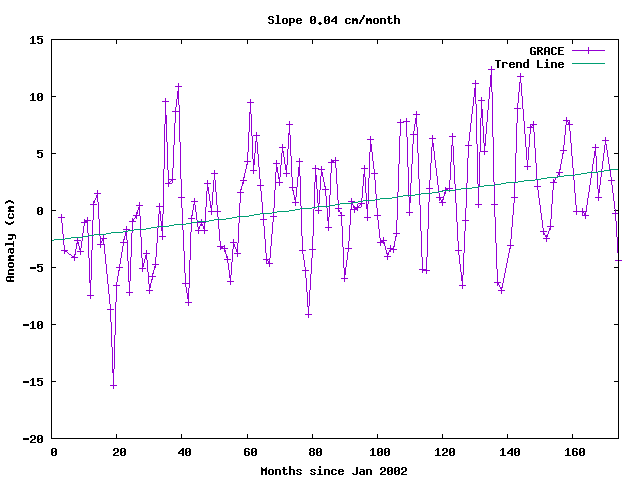 Slope 0.04 cm/month
15
GRACE
Trend Line
10
5
0
-5
-10
-15
-20
Anomaly (cm)
0 20 40 60 80 100 120 140 160
Months since Jan 2002